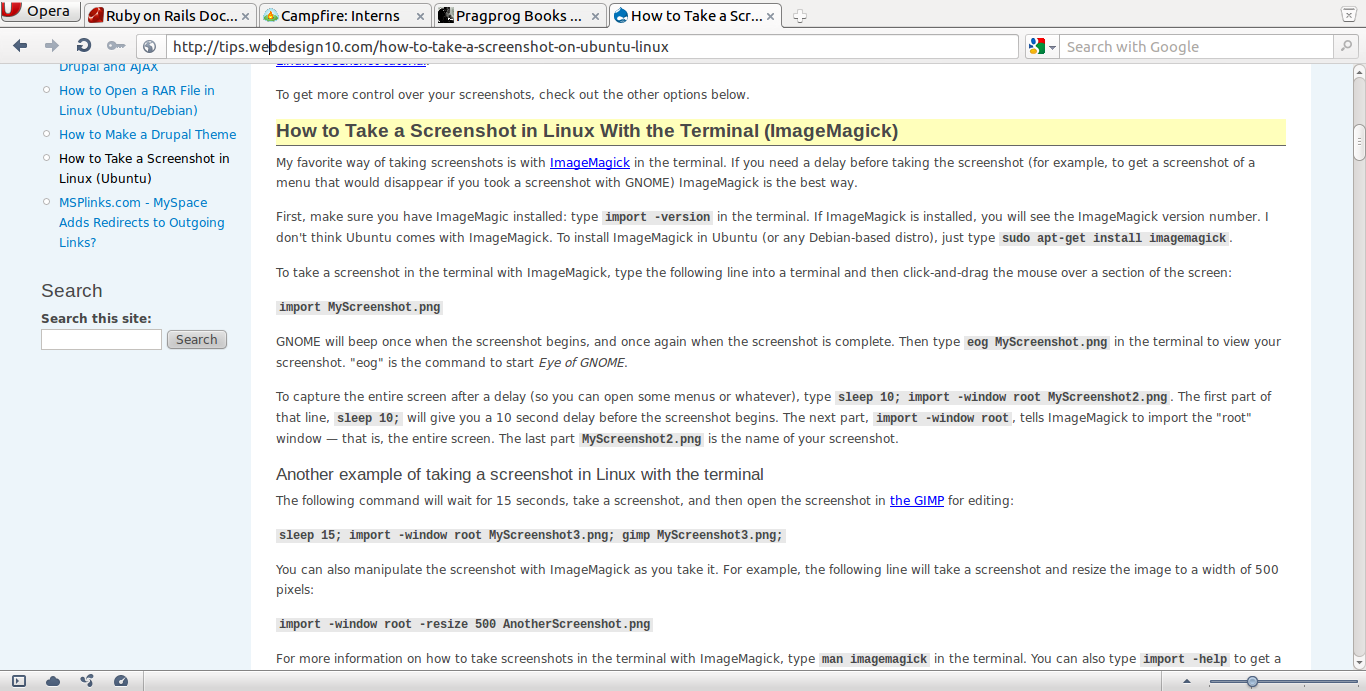 Opera
Ruby on Rails Doc...
Campfire: Interns
Pragprog Books ...
How to Take a Scr...
http://tips.webdesign10.com/how-to-take-a-screenshot-on-ubuntu-linux
Search with Google
Drupal and AJAX
How to Open a RAR File in
Linux (Ubuntu/Debian)
How to Make a Drupal Theme
How to Take a Screenshot in
Linux (Ubuntu)
MSPlinks.com - MySpace
Adds Redirects to Outgoing
Links?
Search
Search this site:
Search
Linux screenshot tutorial.
To get more control over your screenshots, check out the other options below.
How to Take a Screenshot in Linux With the Terminal (ImageMagick)
My favorite way of taking screenshots is with ImageMagick in the terminal. If you need a delay before taking the screenshot (for example, to get a screenshot of a
menu that would disappear if you took a screenshot with GNOME) ImageMagick is the best way.
First, make sure you have ImageMagic installed: type import -version in the terminal. If ImageMagick is installed, you will see the ImageMagick version number. I
don't think Ubuntu comes with ImageMagick. To install ImageMagick in Ubuntu (or any Debian-based distro), just type sudo apt-get install imagemagick.
To take a screenshot in the terminal with ImageMagick, type the following line into a terminal and then click-and-drag the mouse over a section of the screen:
import MyScreenshot.png
GNOME will beep once when the screenshot begins, and once again when the screenshot is complete. Then type eog MyScreenshot.png in the terminal to view your
screenshot. "eog" is the command to start Eye of GNOME.
To capture the entire screen after a delay (so you can open some menus or whatever), type sleep 10; import -window root MyScreenshot2.png. The first part of
that line, sleep 10; will give you a 10 second delay before the screenshot begins. The next part, import -window root, tells ImageMagick to import the "root"
window — that is, the entire screen. The last part MyScreenshot2.png is the name of your screenshot.
Another example of taking a screenshot in Linux with the terminal
The following command will wait for 15 seconds, take a screenshot, and then open the screenshot in the GIMP for editing:
sleep 15; import -window root MyScreenshot3.png; gimp MyScreenshot3.png;
You can also manipulate the screenshot with ImageMagick as you take it. For example, the following line will take a screenshot and resize the image to a width of 500
pixels:
import -window root -resize 500 AnotherScreenshot.png
For more information on how to take screenshots in the terminal with ImageMagick, type man imagemagick in the terminal. You can also type import -help to get a